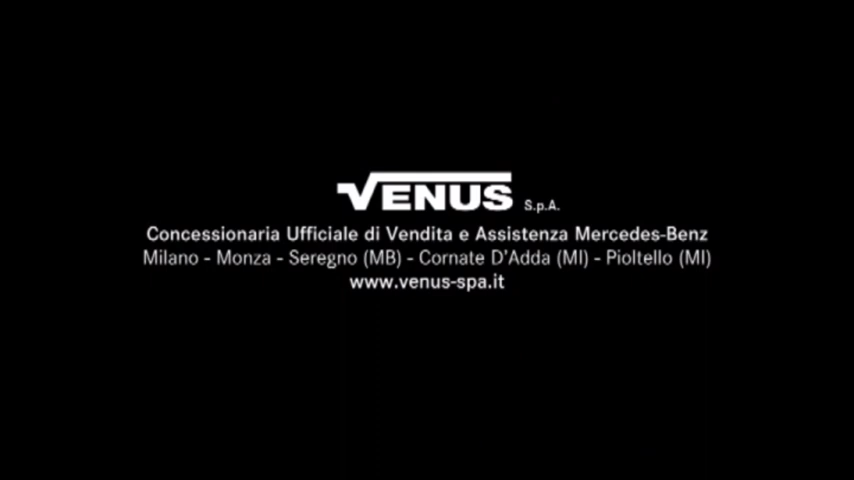 VENUS S.p.A.
Concessionaria Ufficiale di Vendita e Assistenza Mercedes-Benz
Milano - Monza - Seregno (MB) - Cornate D'Adda (MI) - Pioltello (MI)
www.venus-spa.it